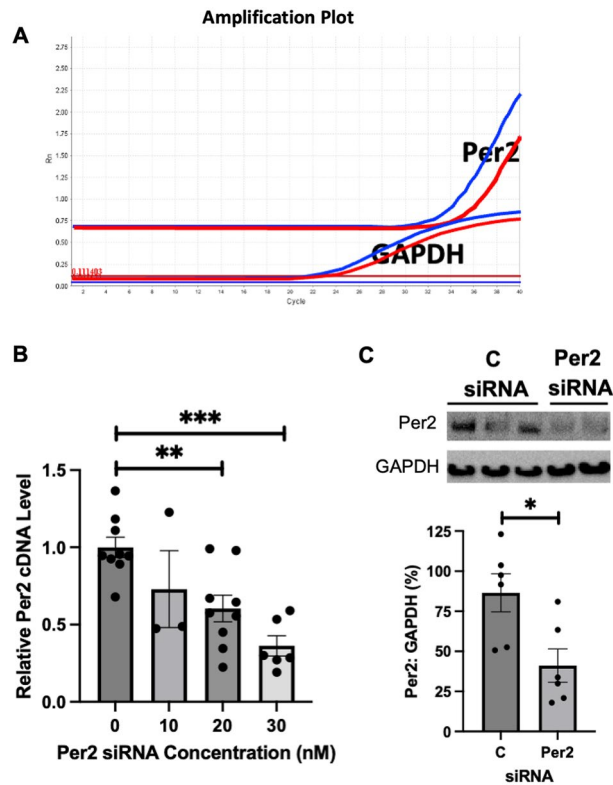 Amplification Plot
A
2.75
2.50
2.25
2.00
1.75
1.50
1.25
1.00
0.75
0.50
0.25
0.00
Rn
Per2
GAPDH
0.111403
2 4 6 8 10 12 14 16 18 20 22 24 26 28 30 32 34 36 38 40
Cycle
B
***
**
1.5
1.0
0.5
0.0
Relative Per2 cDNA Level
0 10 20 30
Per2 siRNA Concentration (nM)
C
C Per2
siRNA siRNA
Per2
GAPDH
*
125
100
75
50
25
0
Per2: GAPDH (%)
C Per2
siRNA